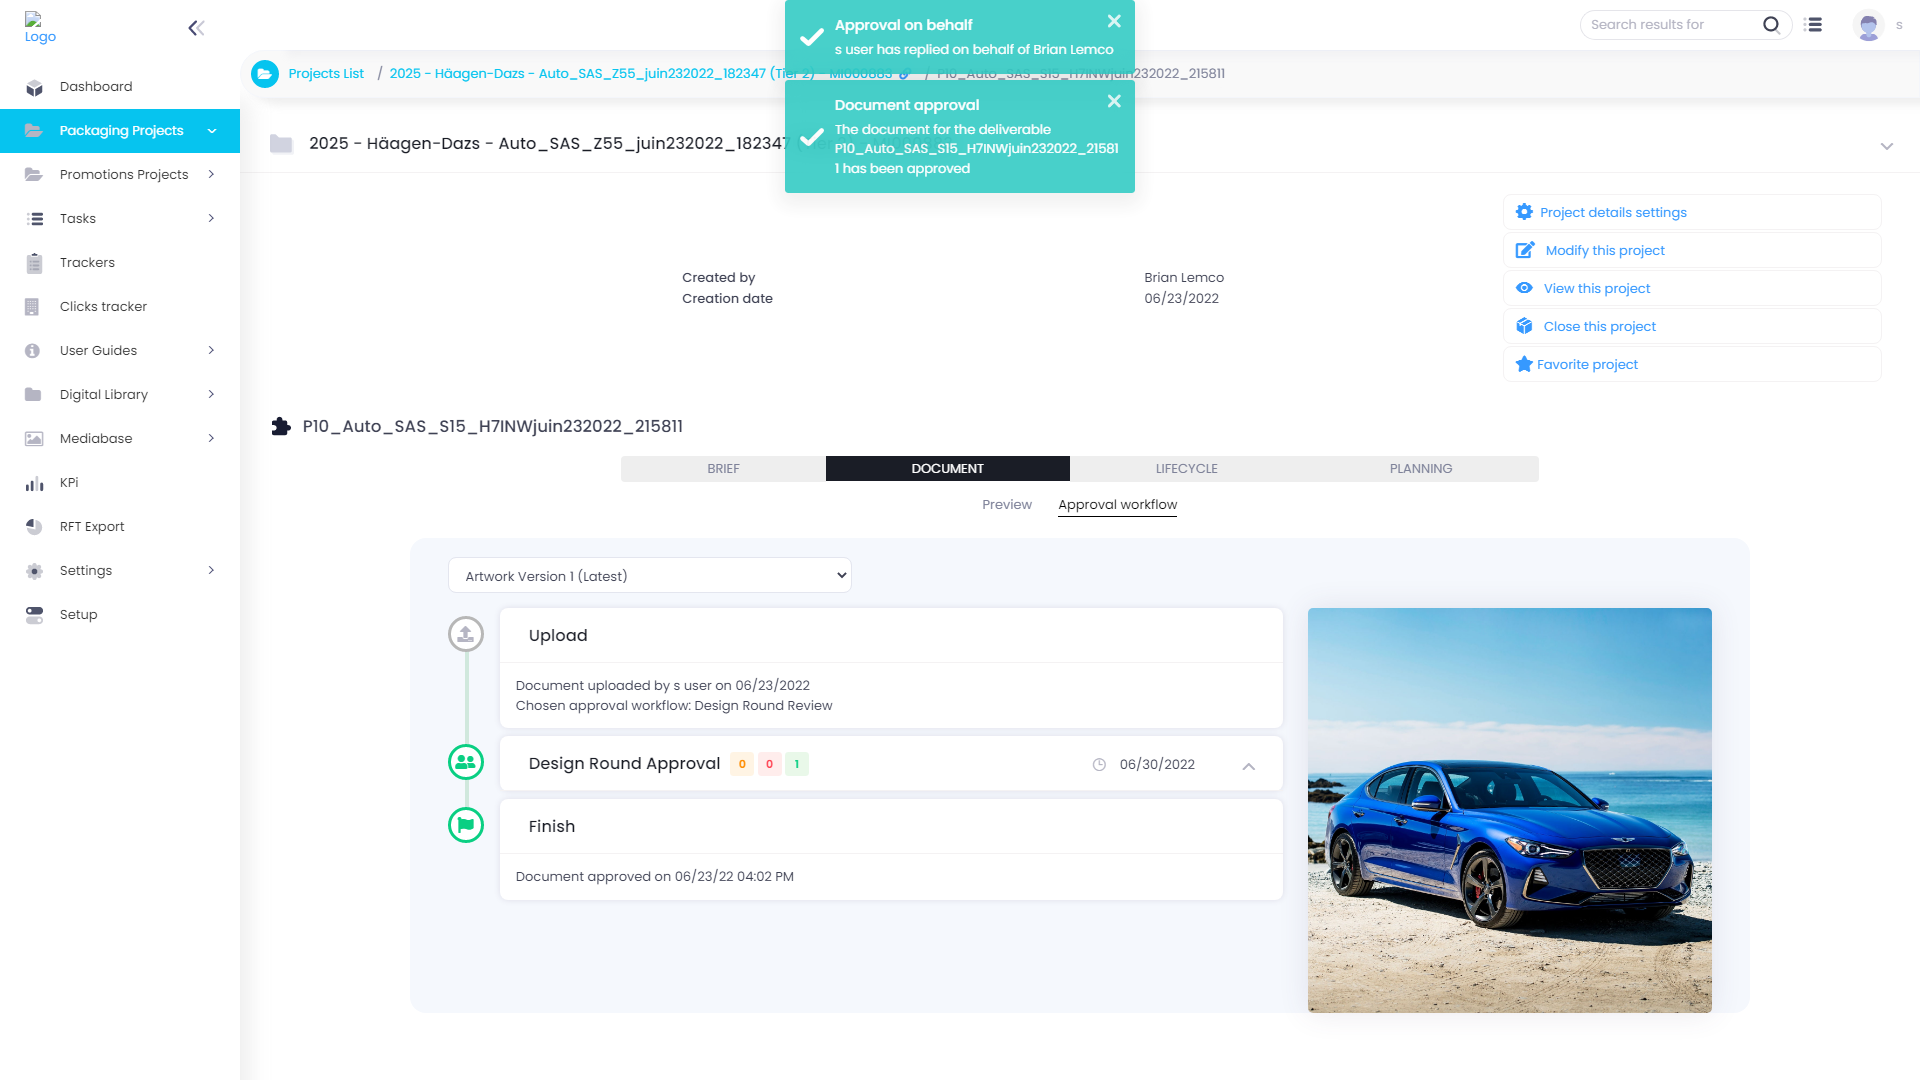 Logo
Dashboard
Packaging Projects
Promotions Projects
Tasks
Trackers
Clicks tracker
User Guides
Digital Library
Mediabase
KPi
RFT Export
Settings
Setup
Search results for
s
Approval on behalf
s user has replied on behalf of Brian Lemco
Projects List / 2025 - Häagen-Dazs - Auto_SAS_Z55_juin232022_182347 (Tier 2) - MI000883 / P10_Auto_SAS_S15_H7INWjuin232022_215811
Document approval
The document for the deliverable
P10_Auto_SAS_S15_H7INWjuin232022_21581
1 has been approved
2025 - Häagen-Dazs - Auto_SAS_Z55_juin232022_182347
Created by Brian Lemco
Creation date 06/23/2022
Project details settings
Modify this project
View this project
Close this project
Favorite project
P10_Auto_SAS_S15_H7INWjuin232022_215811
BRIEF DOCUMENT LIFECYCLE PLANNING
Preview Approval workflow
Artwork Version 1 (Latest)
Upload
Document uploaded by s user on 06/23/2022
Chosen approval workflow: Design Round Review
Design Round Approval 0 0 1 06/30/2022
Finish
Document approved on 06/23/22 04:02 PM